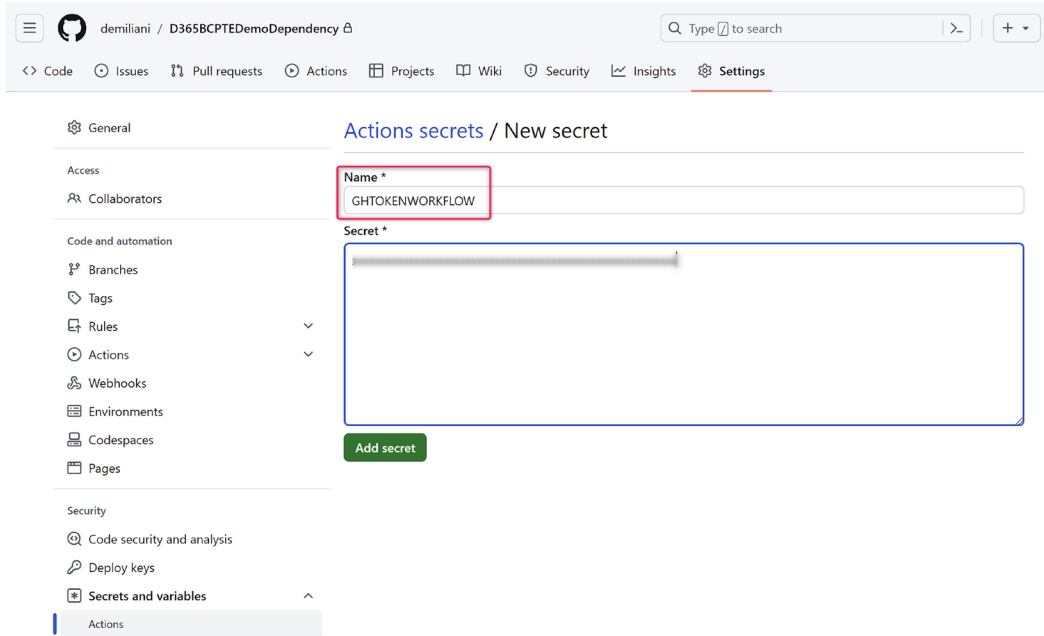 demiliani / D365BCPTEDemoDependency
Type / to search
Code Issues Pull requests Actions Projects Wiki Security Insights Settings
General
Access
Collaborators
Code and automation
Branches
Tags
Rules
Actions
Webhooks
Environments
Codespaces
Pages
Security
Code security and analysis
Deploy keys
Secrets and variables
Actions
Actions secrets / New secret
Name *
GHTOKENWORKFLOW
Secret *
Add secret